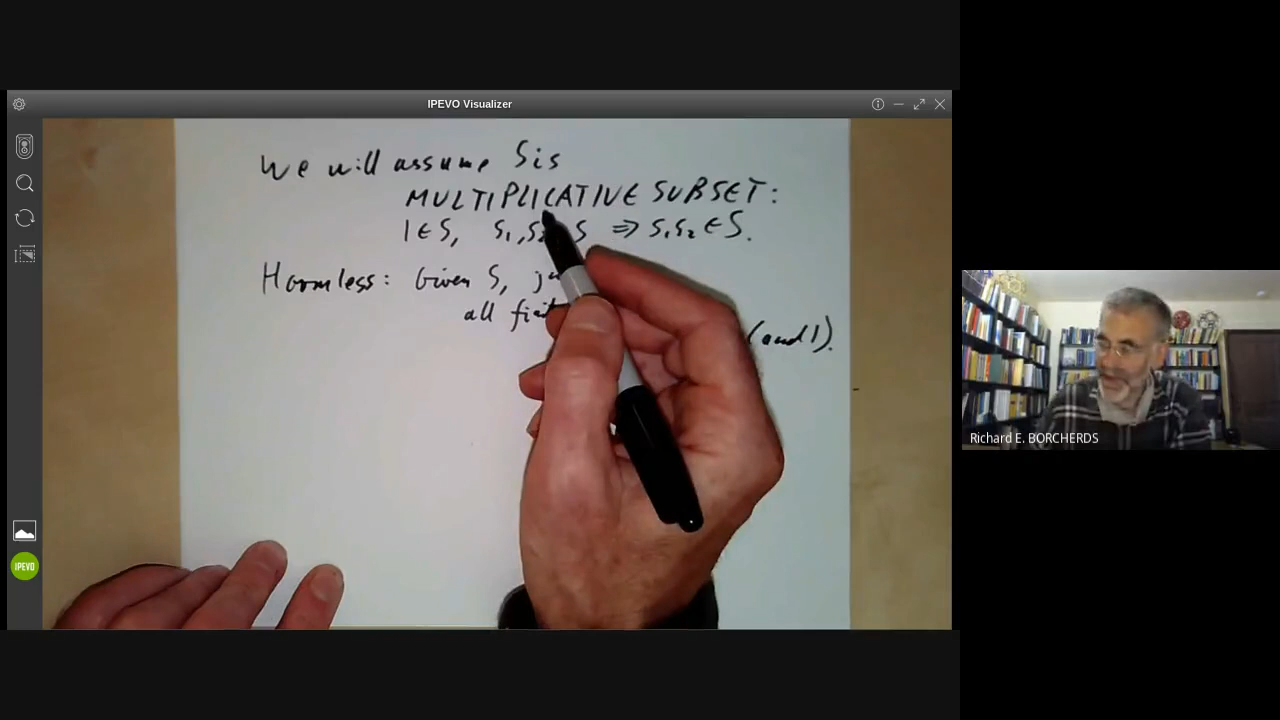 IPEVO Visualizer
We will assume S is
MULTIPLICATIVE SUBSET:
1 ∈ S, S₁, S₂ S ⇒ S₁S₂ ∈ S.
Harmless: Given S,
all
(and 1).
IPEVO
Richard E. BORCHERDS